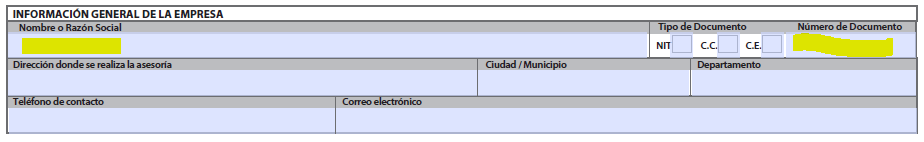 INFORMACIÓN GENERAL DE LA EMPRESA
Nombre o Razón Social Tipo de Documento Número de Documento
NIT C.C. C.E.
Dirección donde se realiza la asesoría Ciudad / Municipio Departamento
Teléfono de contacto Correo electrónico